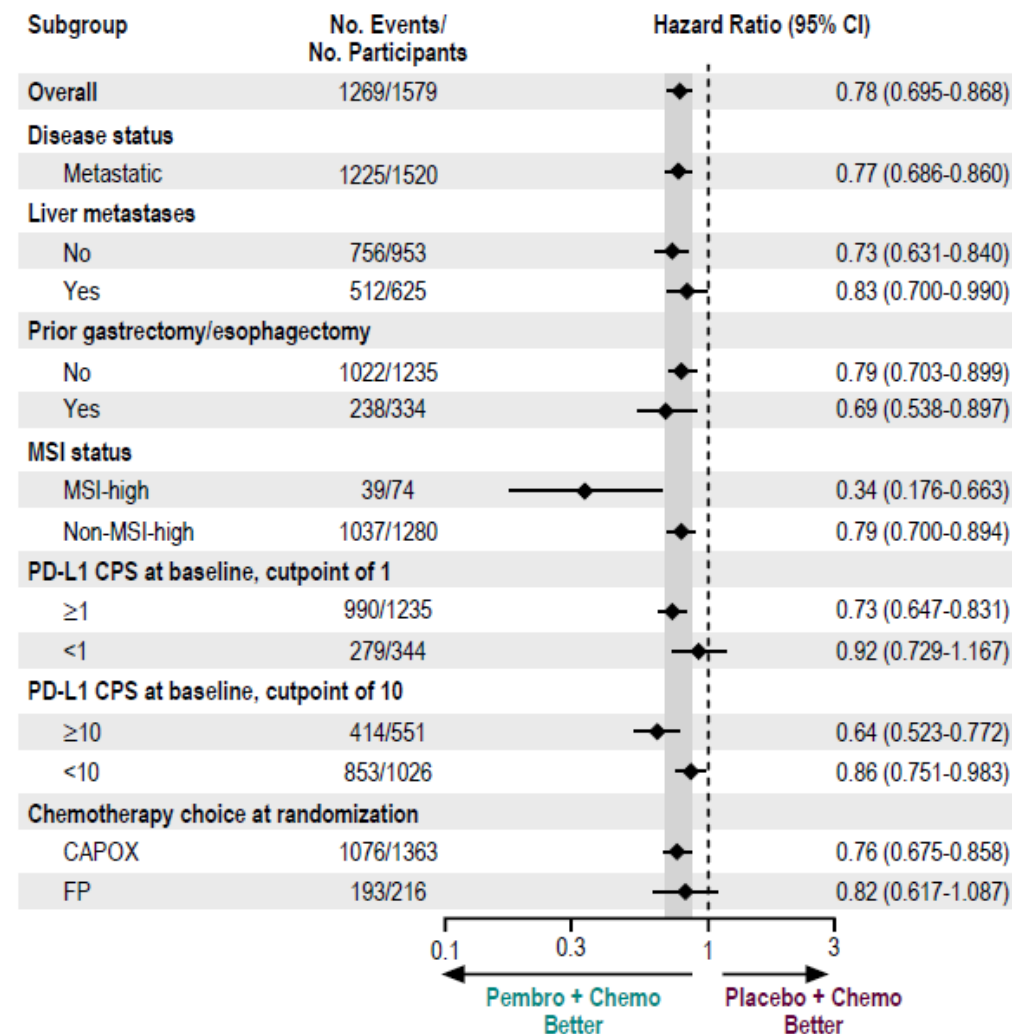 Subgroup No. Events/ Hazard Ratio (95% CI)
No. Participants
Overall 1269/1579 0.78 (0.695-0.868)
Disease status
Metastatic 1225/1520 0.77 (0.686-0.860)
Liver metastases
No 756/953 0.73 (0.631-0.840)
Yes 512/625 0.83 (0.700-0.990)
Prior gastrectomy/esophagectomy
No 1022/1235 0.79 (0.703-0.899)
Yes 238/334 0.69 (0.538-0.897)
MSI status
MSI-high 39/74 0.34 (0.176-0.663)
Non-MSI-high 1037/1280 0.79 (0.700-0.894)
PD-L1 CPS at baseline, cutpoint of 1
≥1 990/1235 0.73 (0.647-0.831)
<1 279/344 0.92 (0.729-1.167)
PD-L1 CPS at baseline, cutpoint of 10
≥10 414/551 0.64 (0.523-0.772)
<10 853/1026 0.86 (0.751-0.983)
Chemotherapy choice at randomization
CAPOX 1076/1363 0.76 (0.675-0.858)
FP 193/216 0.82 (0.617-1.087)
0.1 0.3 1 3
Pembro + Chemo Placebo + Chemo
Better Better